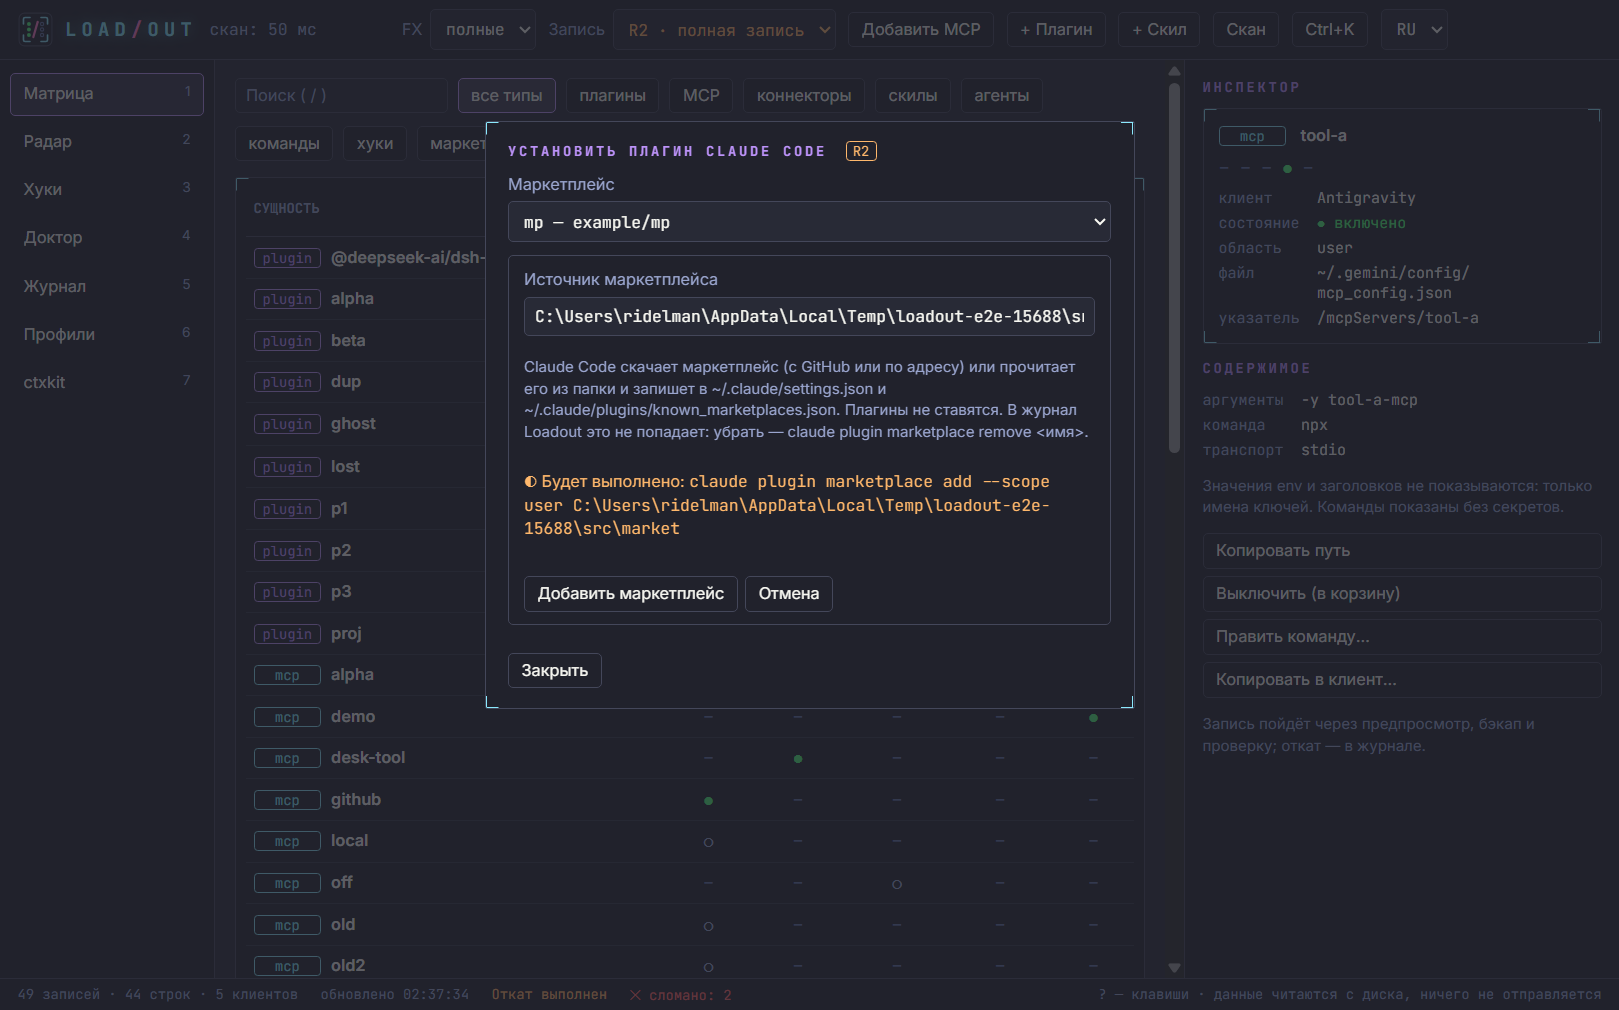 LOAD/OUT скан: 50 мс FX полные Запись R2 · полная запись Добавить MCP + Плагин + Скил Скан Ctrl+K RU
Матрица 1
Радар 2
Хуки 3
Доктор 4
Журнал 5
Профили 6
ctxkit 7
Поиск ( / ) все типы плагины MCP коннекторы скилы агенты
команды хуки маркет
СУЩНОСТЬ
plugin @deepseek-ai/dsh-
plugin alpha
plugin beta
plugin dup
plugin ghost
plugin lost
plugin p1
plugin p2
plugin p3
plugin proj
mcp alpha
mcp demo
mcp desk-tool
mcp github
mcp local
mcp off
mcp old
mcp old2
УСТАНОВИТЬ ПЛАГИН CLAUDE CODE R2
Маркетплейс
mp — example/mp
Источник маркетплейса
C:\Users\ridelman\AppData\Local\Temp\loadout-e2e-15688\sr
Claude Code скачает маркетплейс (с GitHub или по адресу) или прочитает
его из папки и запишет в ~/.claude/settings.json и
~/.claude/plugins/known_marketplaces.json. Плагины не ставятся. В журнал
Loadout это не попадает: убрать — claude plugin marketplace remove <имя>.
◐ Будет выполнено: claude plugin marketplace add --scope
user C:\Users\ridelman\AppData\Local\Temp\loadout-e2e-
15688\src\market
Добавить маркетплейс Отмена
Закрыть
ИНСПЕКТОР
mcp tool-a
— — — ● —
клиент Antigravity
состояние ● включено
область user
файл ~/.gemini/config/
mcp_config.json
указатель /mcpServers/tool-a
СОДЕРЖИМОЕ
аргументы -y tool-a-mcp
команда npx
транспорт stdio
Значения env и заголовков не показываются: только
имена ключей. Команды показаны без секретов.
Копировать путь
Выключить (в корзину)
Править команду...
Копировать в клиент...
Запись пойдёт через предпросмотр, бэкап и
проверку; откат — в журнале.
49 записей · 44 строк · 5 клиентов обновлено 02:37:34 Откат выполнен × сломано: 2 ? — клавиши · данные читаются с диска, ничего не отправляется